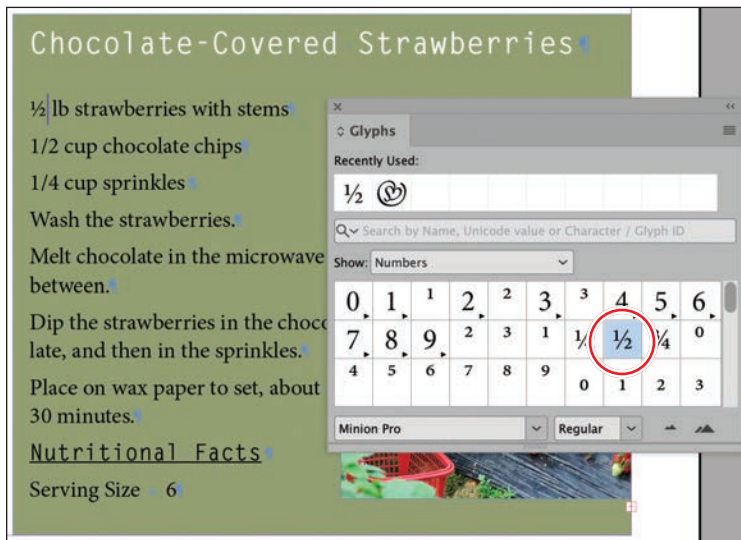 Chocolate-Covered Strawberries
½ lb strawberries with stems
1/2 cup chocolate chips
1/4 cup sprinkles
Wash the strawberries.
Melt chocolate in the microwave
between.
Dip the strawberries in the choco
late, and then in the sprinkles.
Place on wax paper to set, about
30 minutes.
Nutritional Facts
Serving Size 6
Glyphs
Recently Used:
½
Search by Name, Unicode value or Character / Glyph ID
Show: Numbers
0 1 1 2 2 3 3 4 5 6
7 8 9 2 3 1 ¼ ½ ¾ 0
4 5 6 7 8 9 0 1 2 3
Minion Pro Regular